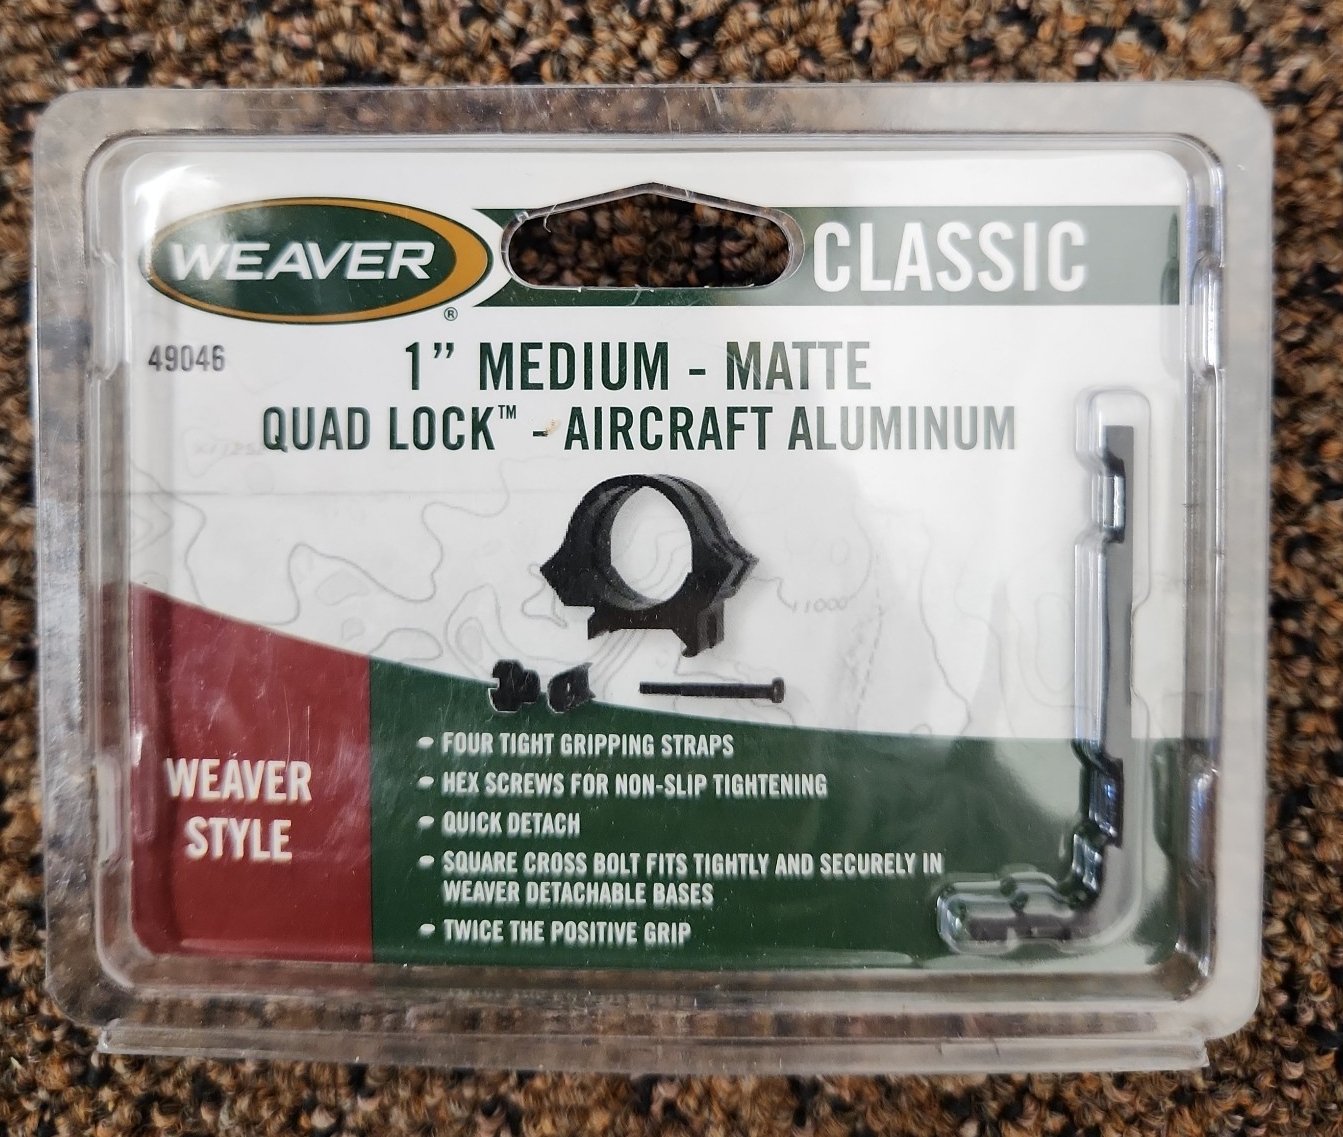 WEAVER®
CLASSIC
49046
1” MEDIUM - MATTE
QUAD LOCK™ - AIRCRAFT ALUMINUM
1000
WEAVER
STYLE
- FOUR TIGHT GRIPPING STRAPS
- HEX SCREWS FOR NON-SLIP TIGHTENING
- QUICK DETACH
- SQUARE CROSS BOLT FITS TIGHTLY AND SECURELY IN
WEAVER DETACHABLE BASES
- TWICE THE POSITIVE GRIP